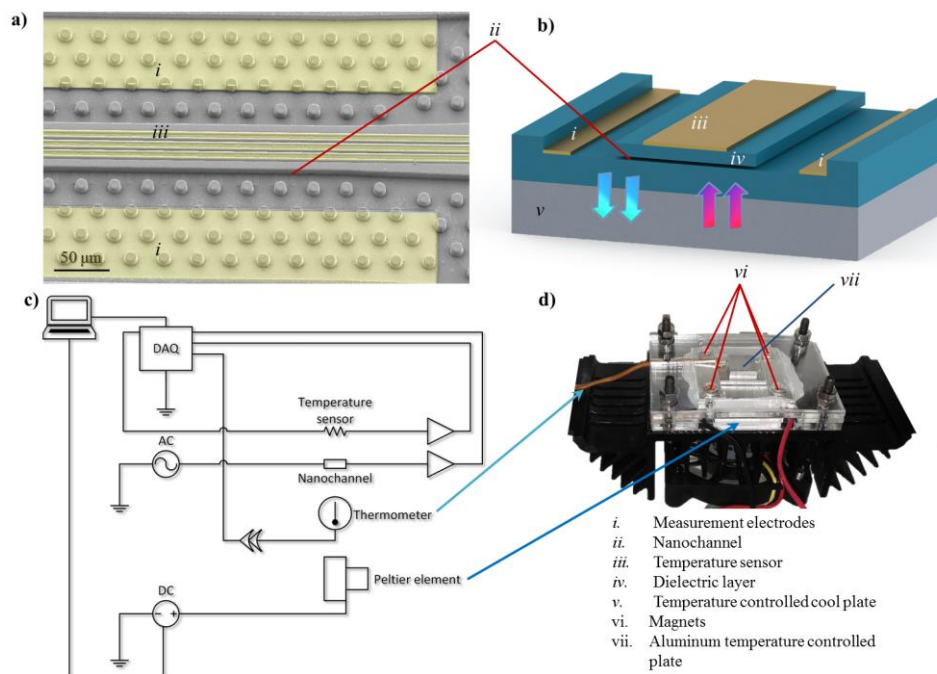 a)
i
iii
i
50 µm
ii
b)
i
iii
iv
i
v
c)
DAQ
Temperature
sensor
AC
Nanochannel
Thermometer
Peltier element
DC
− +
d)
vi
vii
i. Measurement electrodes
ii. Nanochannel
iii. Temperature sensor
iv. Dielectric layer
v. Temperature controlled cool plate
vi. Magnets
vii. Aluminum temperature controlled
plate